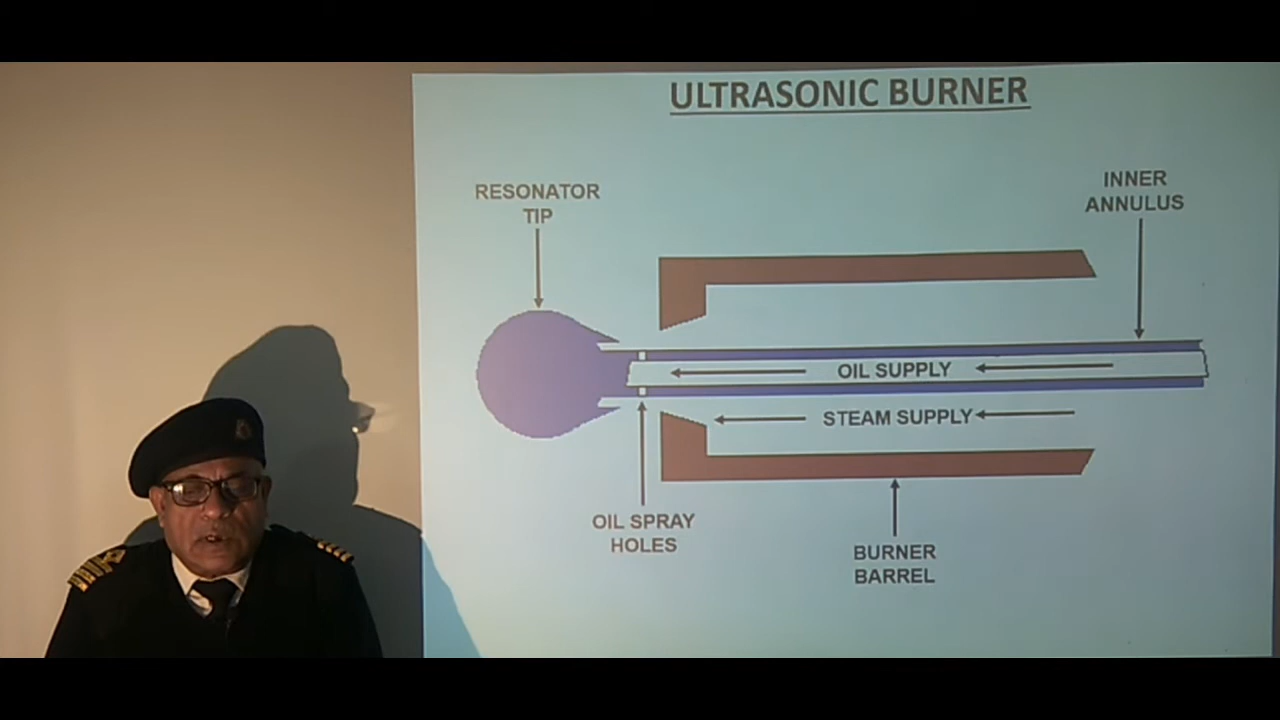 ULTRASONIC BURNER
RESONATOR
TIP
INNER
ANNULUS
OIL SUPPLY
STEAM SUPPLY
OIL SPRAY
HOLES
BURNER
BARREL